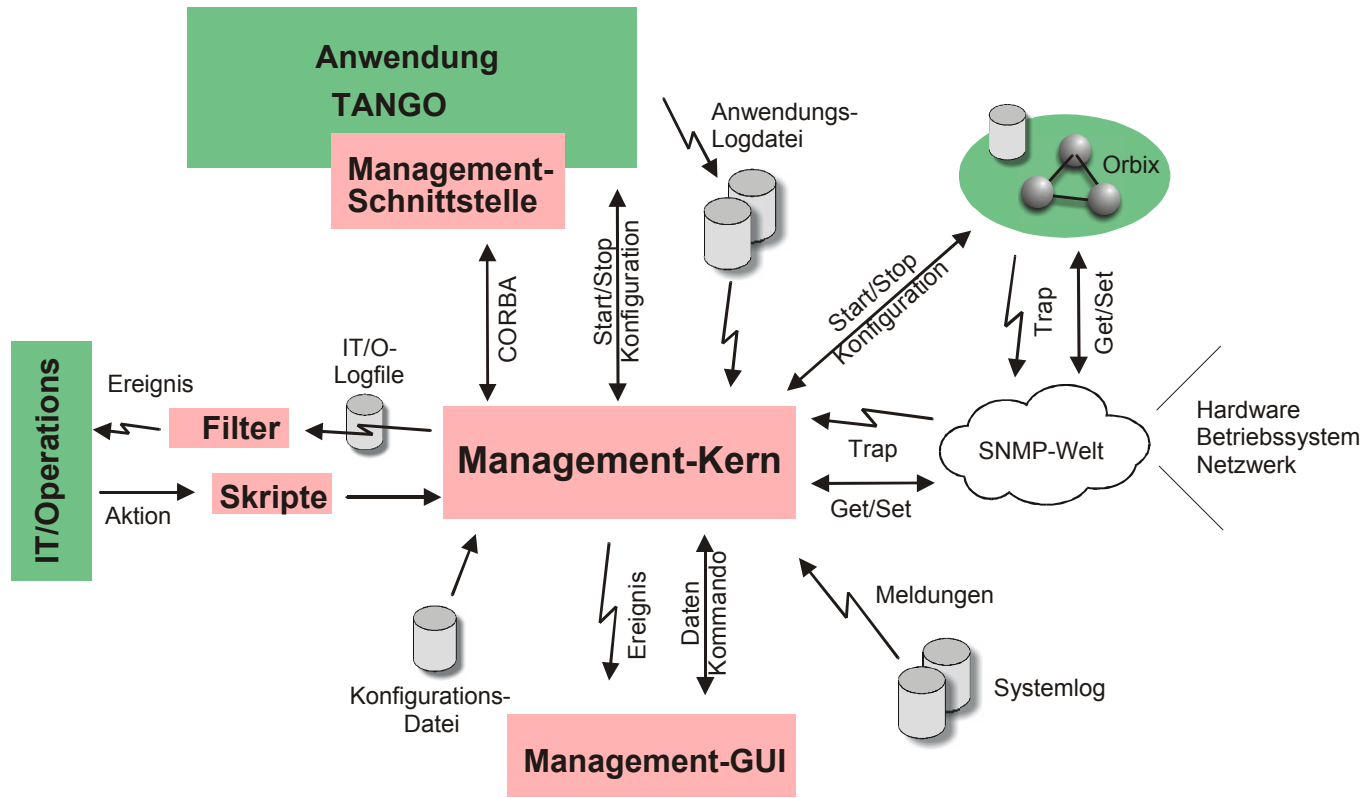 Anwendung
TANGO
Management-
Schnittstelle
Anwendungs-
Logdatei
Orbix
CORBA
Start/Stop
Konfiguration
Start/Stop
Konfiguration
Trap
Get/Set
IT/Operations
Ereignis
Filter
IT/O-
Logfile
Aktion
Skripte
Management-Kern
Trap
Get/Set
SNMP-Welt
Hardware
Betriebssystem
Netzwerk
Konfigurations-
Datei
Ereignis
Daten
Kommando
Meldungen
Systemlog
Management-GUI